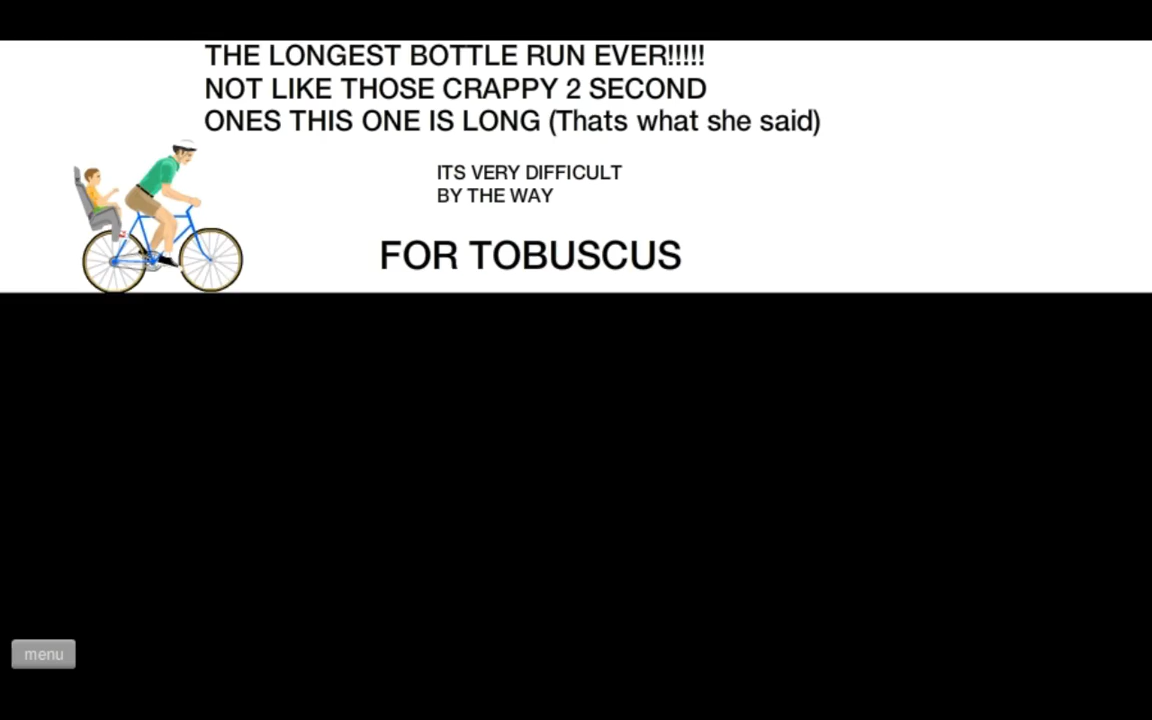 THE LONGEST BOTTLE RUN EVER!!!!!
NOT LIKE THOSE CRAPPY 2 SECOND
ONES THIS ONE IS LONG (Thats what she said)
ITS VERY DIFFICULT
BY THE WAY
FOR TOBUSCUS
menu